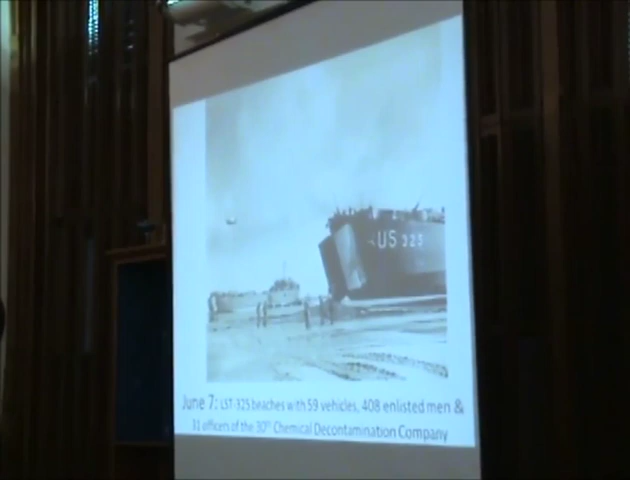 US 325
June 7: LST-325 beaches with 59 vehicles, 408 enlisted men &
31 officers of the 30th Chemical Decontamination Company